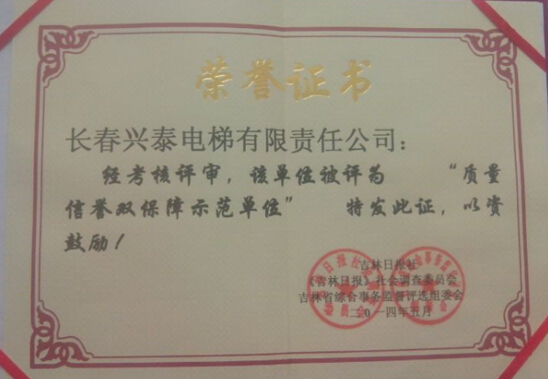 荣誉证书
长春兴泰电梯有限责任公司：
经考核评审，该单位被评为 “质量
信誉双保障示范单位” 特发此证，以资
鼓励！
吉林日报社
《吉林日报》社会调查委员会
吉林省综合事务监督评选组委会
二〇一四年五月